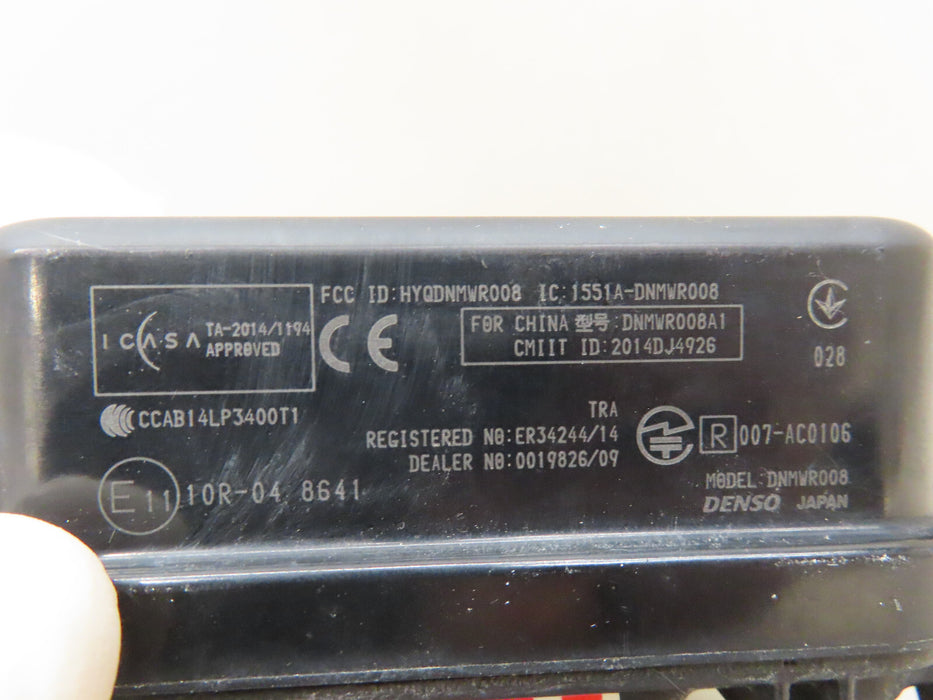 FCC ID:HYQDNMWR008 IC:1551A-DNMWR008
ICASA TA-2014/1194
APPROVED
CE
FOR CHINA 型号:DNMWR008A1
CMIIT ID:2014DJ4926
028
CCAB14LP3400T1
TRA
REGISTERED NO:ER34244/14
DEALER NO:0019826/09
R 007-AC0106
E11 10R-04 8641
MODEL:DNMWR008
DENSO JAPAN